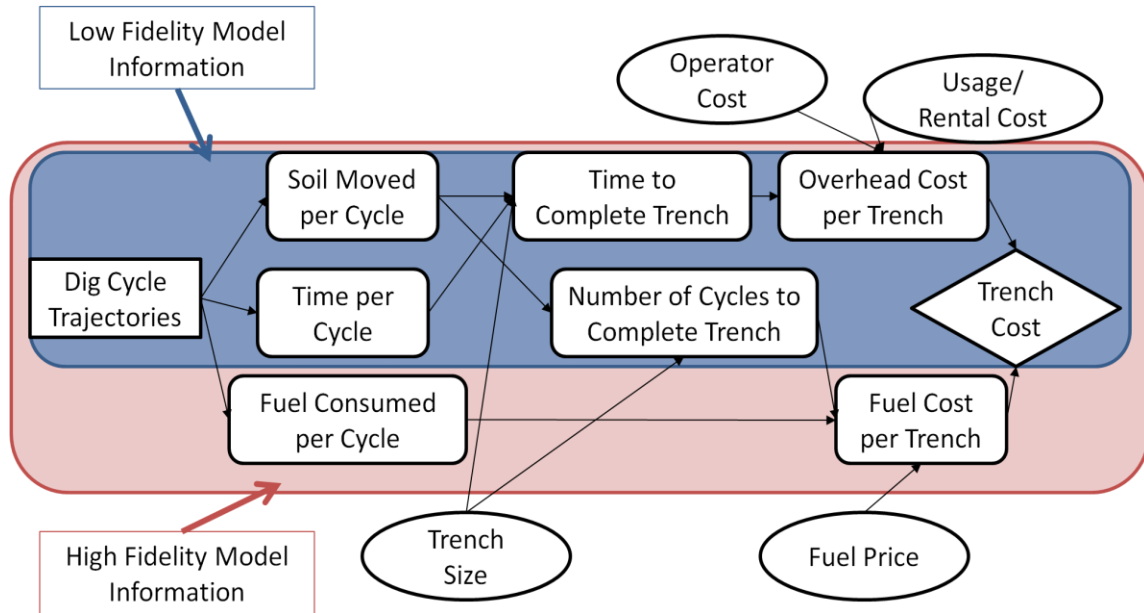 Low Fidelity Model
Information
Operator
Cost
Usage/
Rental Cost
Soil Moved
per Cycle
Time to
Complete Trench
Overhead Cost
per Trench
Dig Cycle
Trajectories
Time per
Cycle
Number of Cycles to
Complete Trench
Trench
Cost
Fuel Consumed
per Cycle
Fuel Cost
per Trench
High Fidelity Model
Information
Trench
Size
Fuel Price